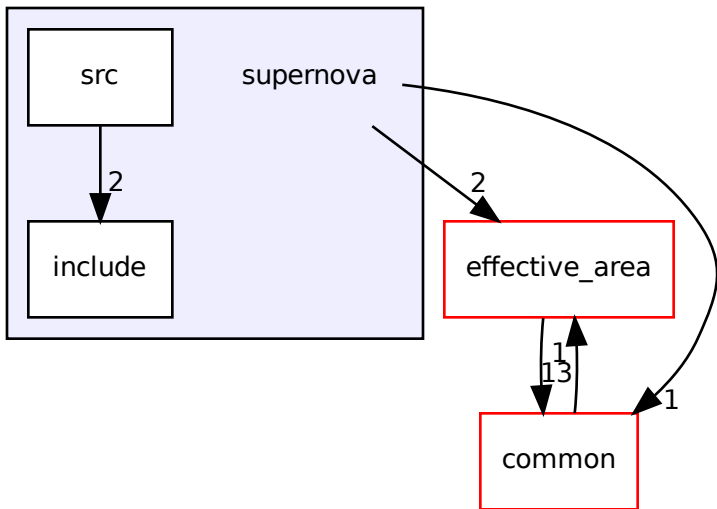 src
supernova
2
2
include
effective_area
1
13
1
common